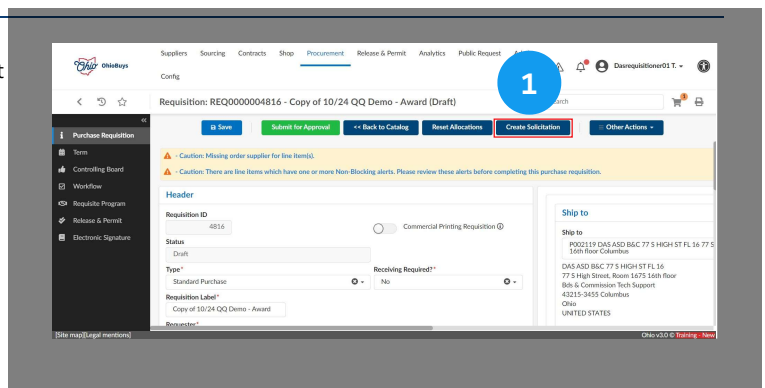 t
Ohio OhioBuys
Suppliers Sourcing Contracts Shop Procurement Release & Permit Analytics Public Request
Config
1
Dasrequisitioner01 T.
Requisition: REQ0000004816 - Copy of 10/24 QQ Demo - Award (Draft)
1
Save Submit for Approval << Back to Catalog Reset Allocations Create Solicitation Other Actions
Purchase Requisition
Term
Controlling Board
Workflow
Requisite Program
Release & Permit
Electronic Signature
- Caution: Missing order supplier for line item(s).
- Caution: There are line items which have one or more Non-Blocking alerts. Please review these alerts before completing this purchase requisition.
Header
Requisition ID
4816
Commercial Printing Requisition
Status
Draft
Type* Receiving Required?*
Standard Purchase No
Requisition Label*
Copy of 10/24 QQ Demo - Award
Requester*
Ship to
Ship to
P002119 DAS ASD B&C 77 S HIGH ST FL 16 77 S
16th floor Columbus
DAS ASD B&C 77 S HIGH ST FL 16
77 S High Street, Room 1675 16th floor
Bds & Commission Tech Support
43215-3455 Columbus
Ohio
UNITED STATES
[Site map][Legal mentions] Ohio v3.0 © Training - New